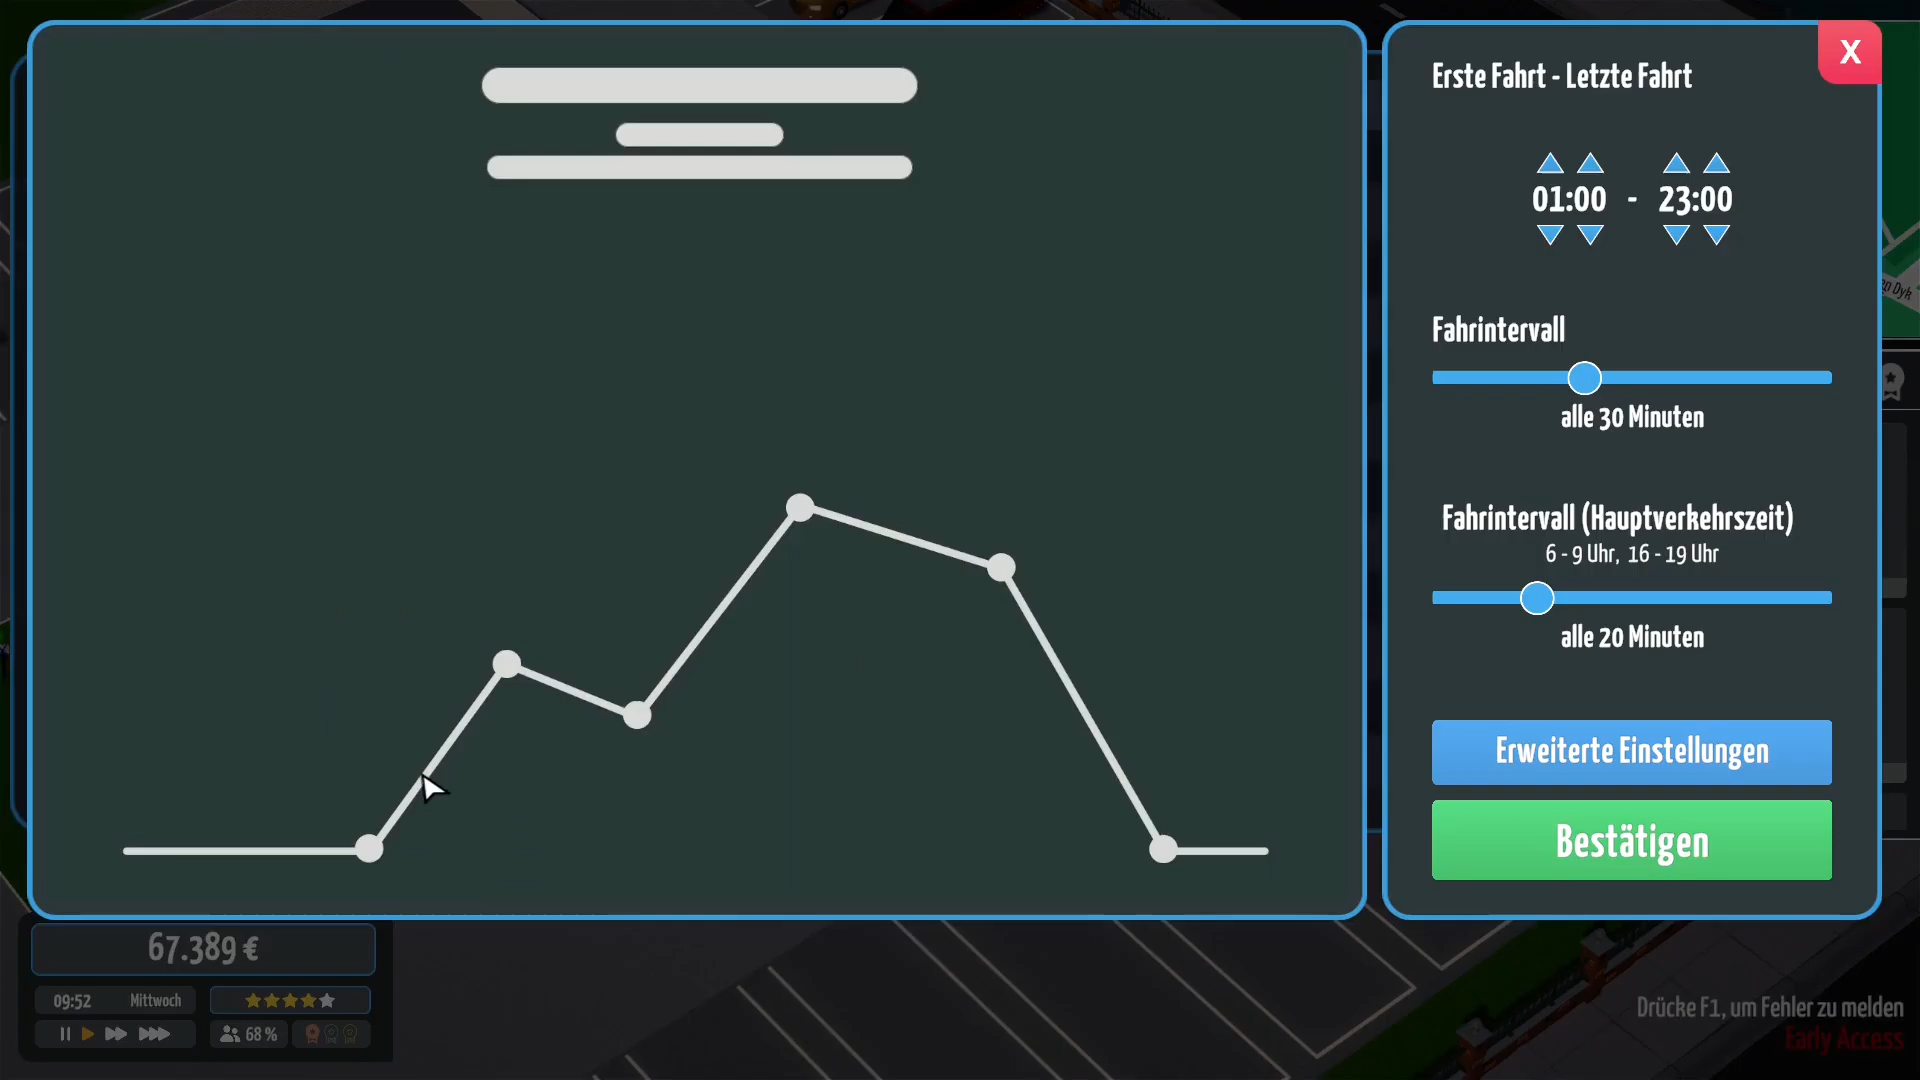 X
Erste Fahrt - Letzte Fahrt
01:00 - 23:00
Fahrintervall
alle 30 Minuten
Fahrintervall (Hauptverkehrszeit)
6 - 9 Uhr, 16 - 19 Uhr
alle 20 Minuten
Erweiterte Einstellungen
Bestätigen
67.389 €
09:52 Mittwoch
68 %
Dyk
Drücke F1, um Fehler zu melden
Early Access